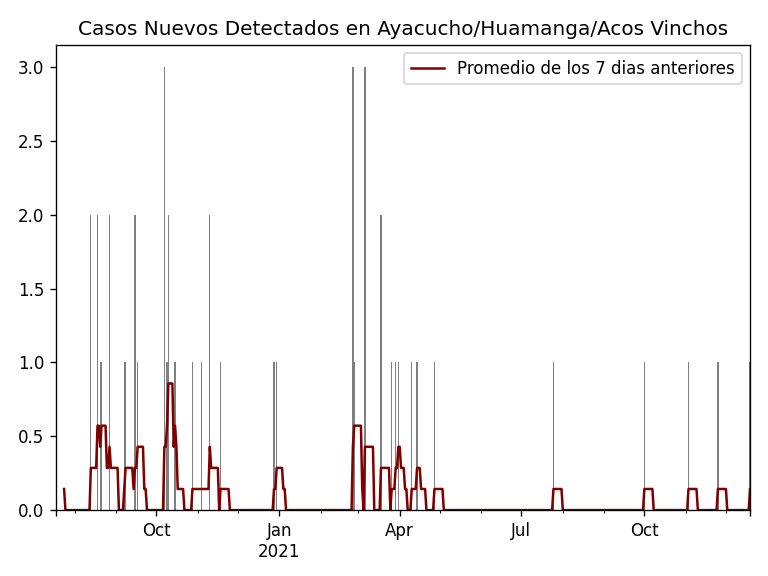 Casos Nuevos Detectados en Ayacucho/Huamanga/Acos Vinchos
Promedio de los 7 dias anteriores
3.0
2.5
2.0
1.5
1.0
0.5
0.0
Oct
Jan
2021
Apr
Jul
Oct